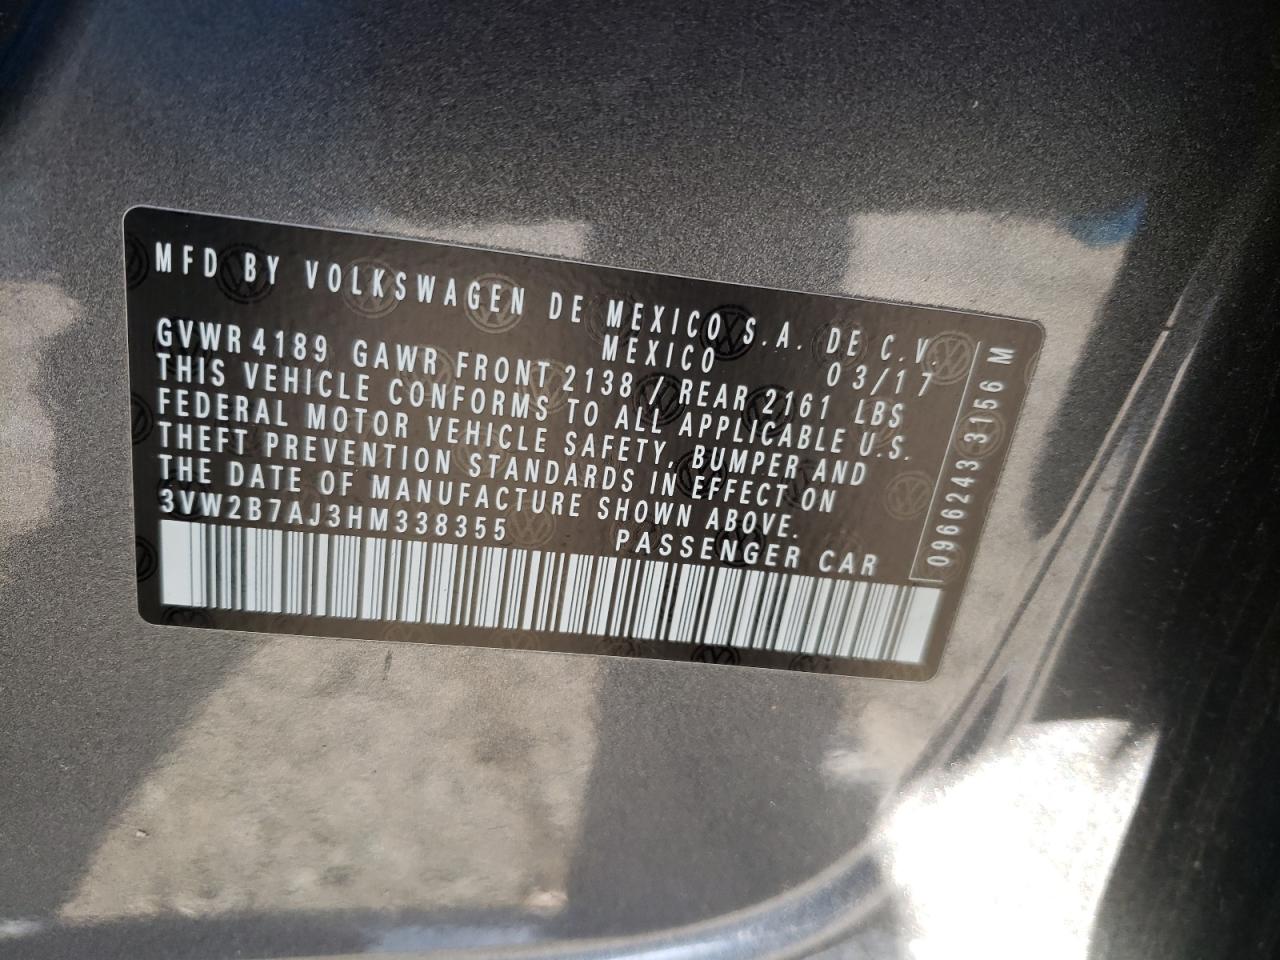 MFD BY VOLKSWAGEN DE MEXICO S.A. DE C.V.
MEXICO 03/17
GVWR 4189 GAWR FRONT 2138 / REAR 2161 LBS
THIS VEHICLE CONFORMS TO ALL APPLICABLE U.S.
FEDERAL MOTOR VEHICLE SAFETY, BUMPER AND
THEFT PREVENTION STANDARDS IN EFFECT ON
THE DATE OF MANUFACTURE SHOWN ABOVE.
3VW2B7AJ3HM338355 PASSENGER CAR
0966243 3156 M